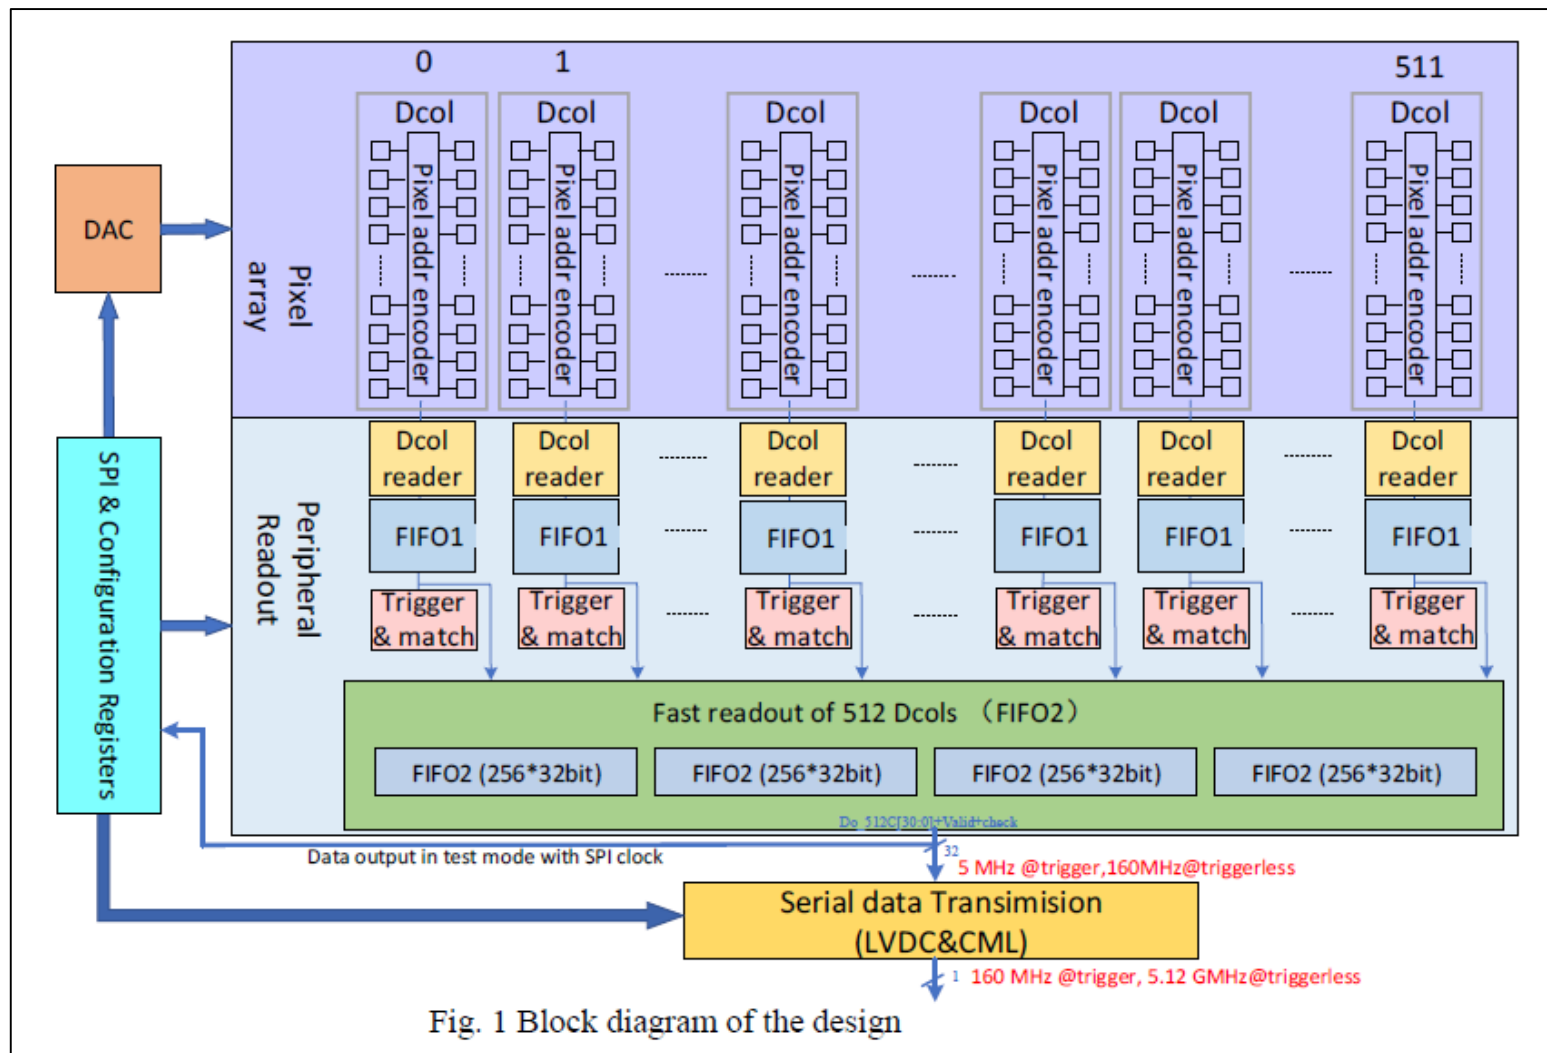 0 1 511
Dcol Dcol Dcol Dcol Dcol Dcol
Pixel addr encoder
Pixel addr encoder
Pixel addr encoder
Pixel addr encoder
Pixel addr encoder
Pixel addr encoder
DAC
Pixel
array
Dcol Dcol Dcol Dcol Dcol Dcol
reader reader reader reader reader reader
SPI & Configuration Registers
Peripheral
Readout
FIFO1 FIFO1 FIFO1 FIFO1 FIFO1 FIFO1
Trigger Trigger Trigger Trigger Trigger Trigger
& match & match & match & match & match & match
Fast readout of 512 Dcols （FIFO2）
FIFO2 (256*32bit) FIFO2 (256*32bit) FIFO2 (256*32bit) FIFO2 (256*32bit)
Do_512C[30:0]+Valid+check
Data output in test mode with SPI clock
32
5 MHz @trigger,160MHz@triggerless
Serial data Transimision
(LVDC&CML)
1 160 MHz @trigger, 5.12 GMHz@triggerless
Fig. 1 Block diagram of the design